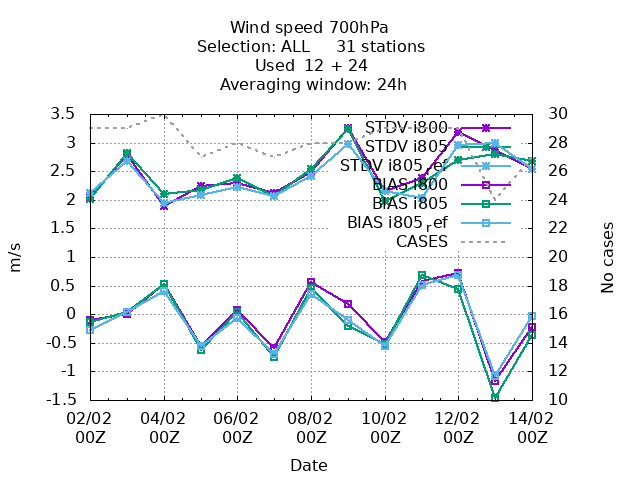 Wind speed 700hPa
Selection: ALL 31 stations
Used 12 + 24
Averaging window: 24h
3.5
3
2.5
2
1.5
1
0.5
0
-0.5
-1
-1.5
m/s
30
28
26
24
22
20
18
16
14
12
10
No cases
STDV i800
STDV i805
STDV i805_ref
BIAS i800
BIAS i805
BIAS i805_ref
CASES
02/02 04/02 06/02 08/02 10/02 12/02 14/02
00Z 00Z 00Z 00Z 00Z 00Z 00Z
Date